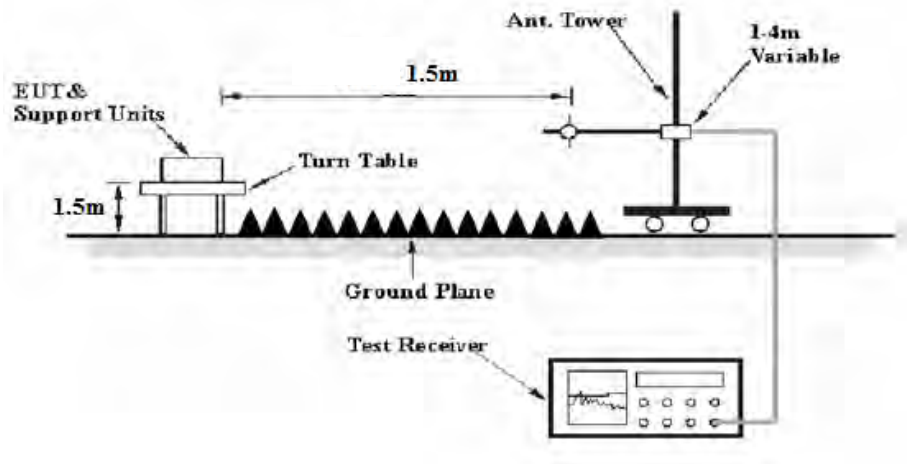 Ant. Tower
1-4m
Variable
1.5m
EUT&
Support Units
Turn Table
1.5m
Ground Plane
Test Receiver